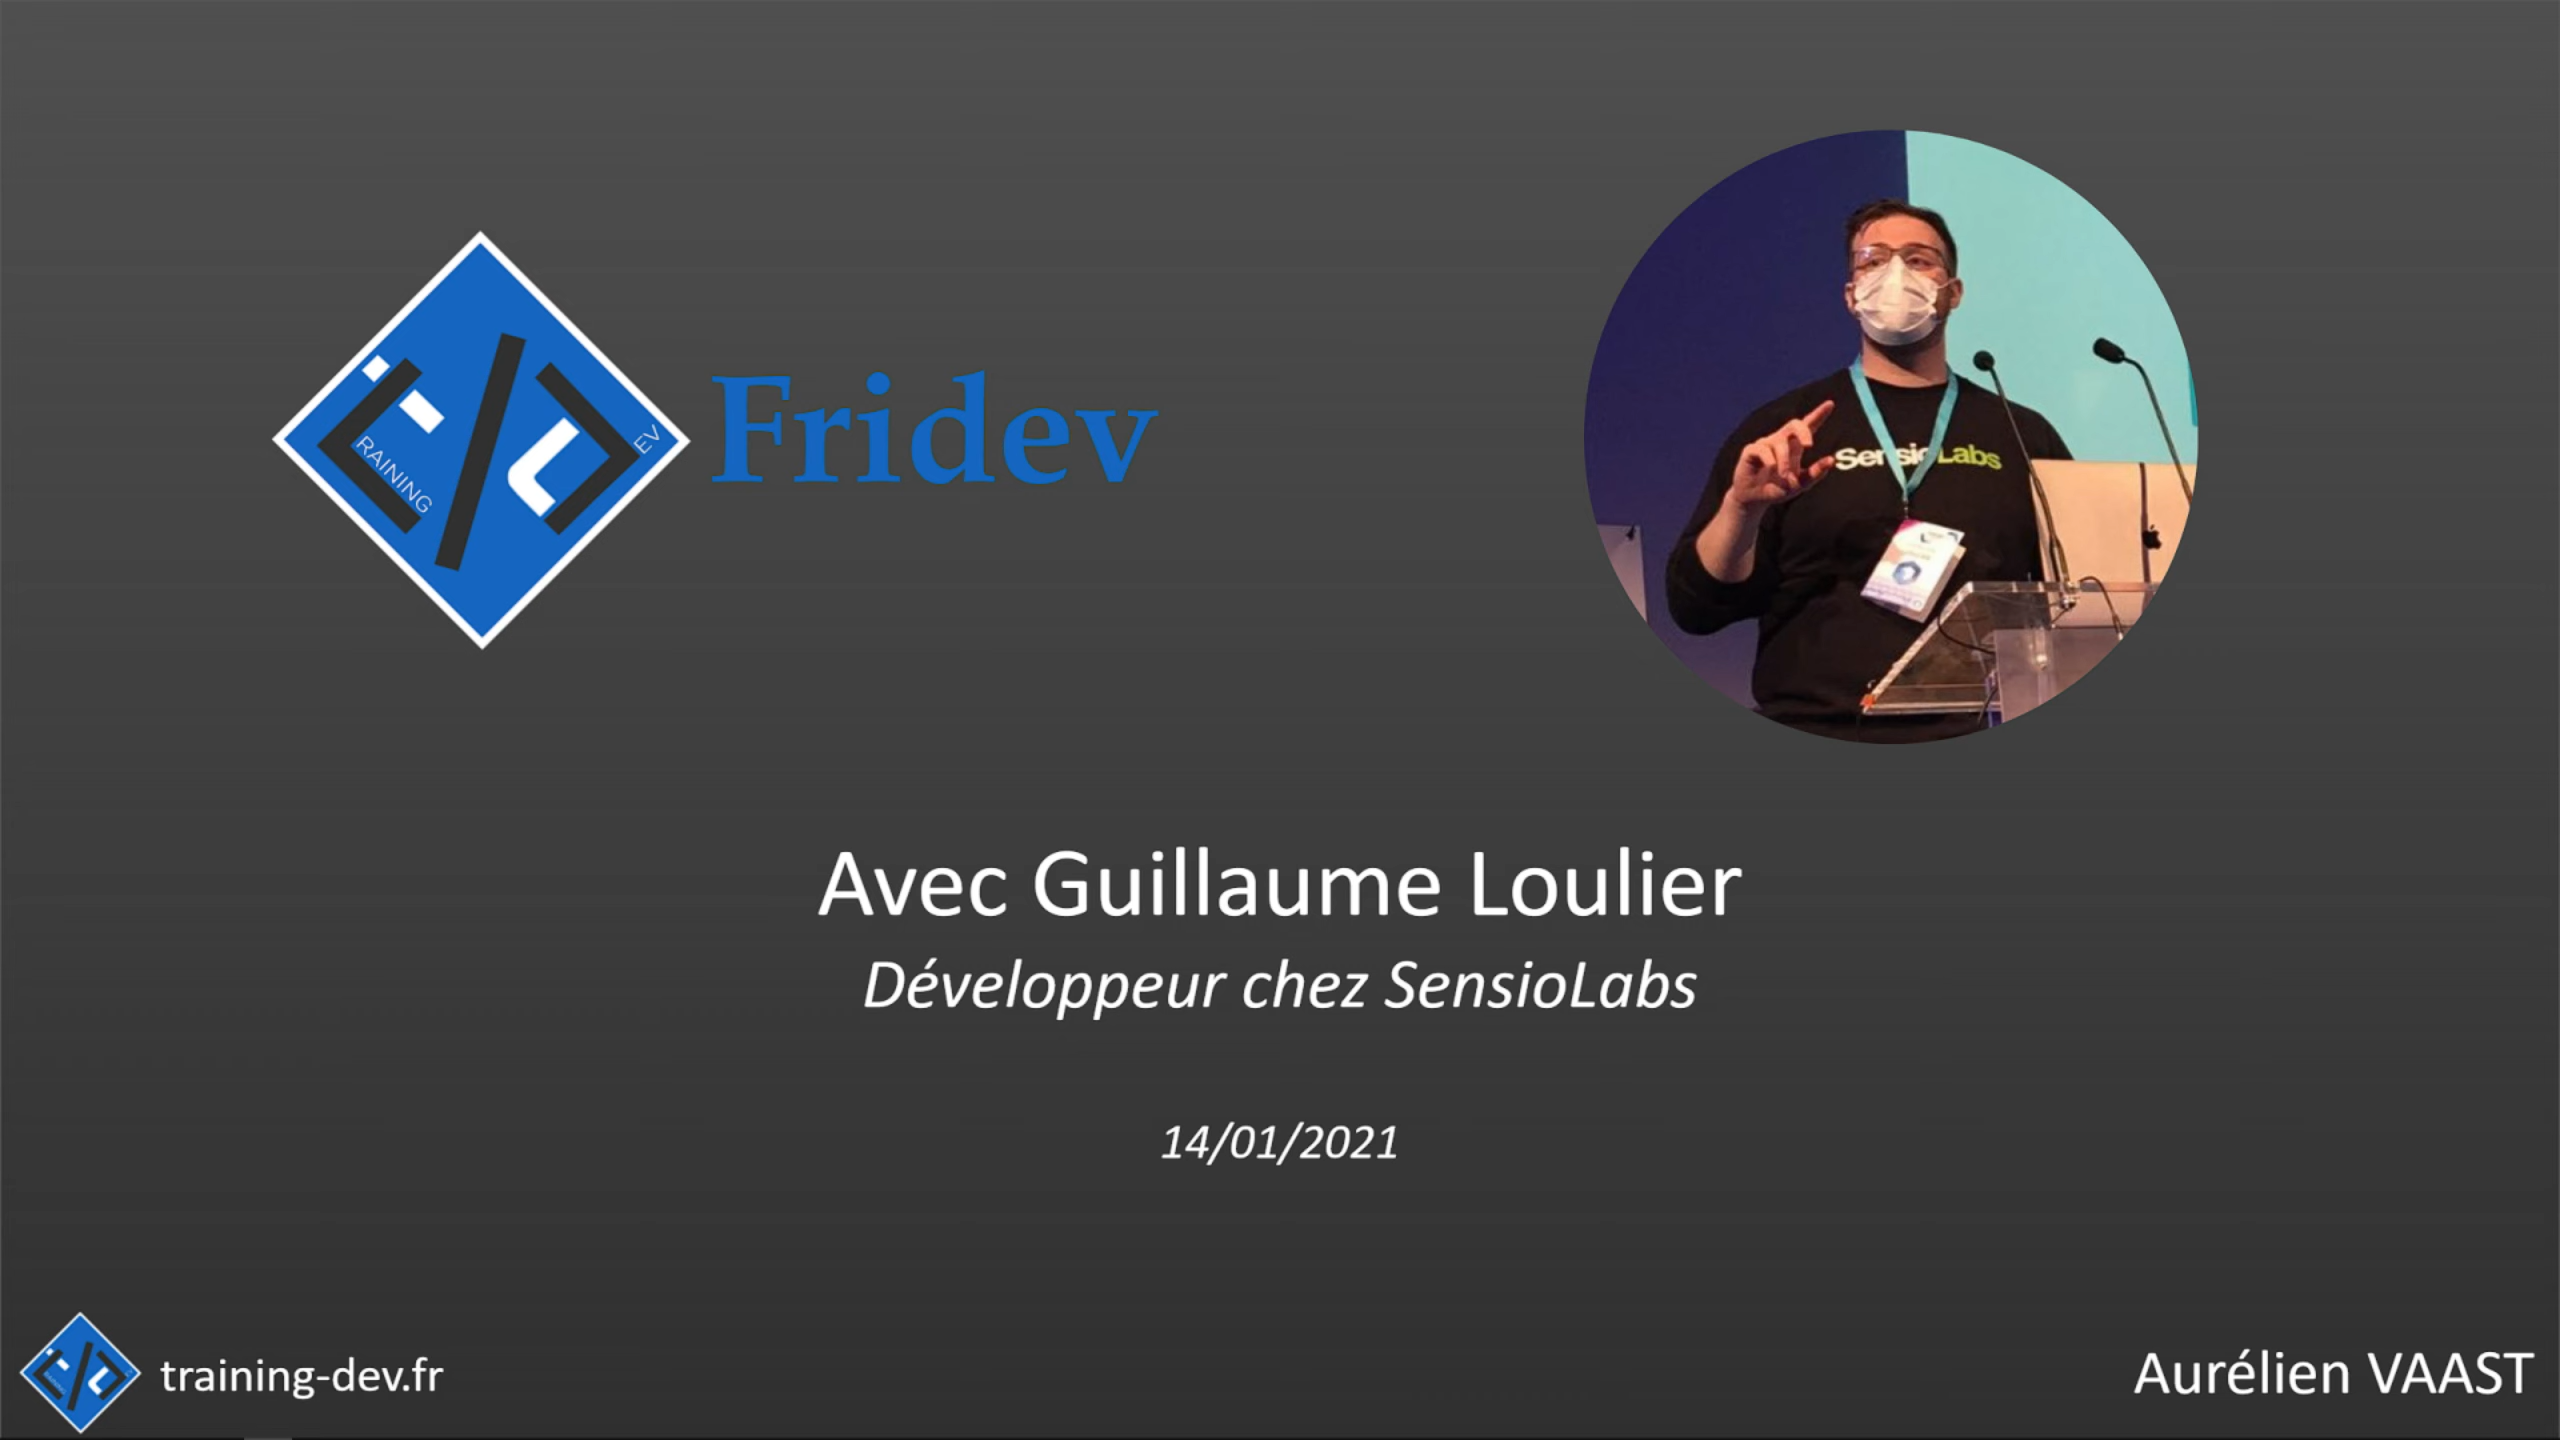 RAINING
EV
Fridev
SensioLabs
Avec Guillaume Loulier
Développeur chez SensioLabs
14/01/2021
training-dev.fr
Aurélien VAAST